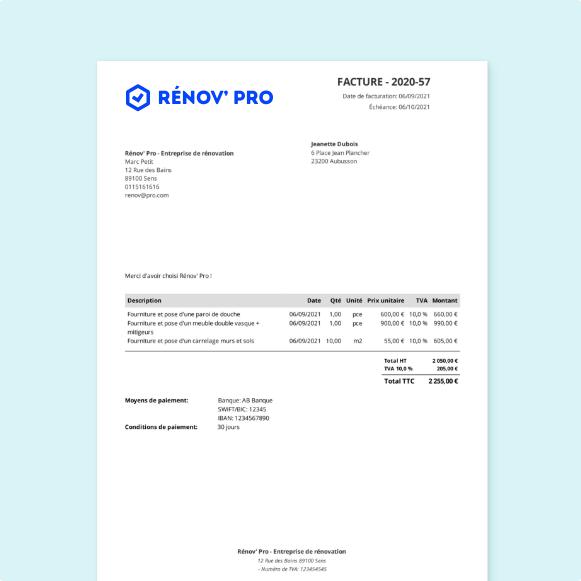 RÉNOV' PRO
FACTURE - 2020-57
Date de facturation: 06/09/2021
Échéance: 06/10/2021
Jeanette Dubois
6 Place Jean Plancher
23200 Aubusson
Rénov' Pro - Entreprise de rénovation
Marc Petit
12 Rue des Bains
89100 Sens
0115161616
renov@pro.com
Merci d'avoir choisi Rénov' Pro !
Description Date Qté Unité Prix unitaire TVA Montant
Fourniture et pose d'une paroi de douche 06/09/2021 1,00 pce 600,00 € 10,0 % 660,00 €
Fourniture et pose d'un meuble double vasque + 06/09/2021 1,00 pce 900,00 € 10,0 % 990,00 €
mitigeurs
Fourniture et pose d'un carrelage murs et sols 06/09/2021 10,00 m2 55,00 € 10,0 % 605,00 €
Total HT 2 050,00 €
TVA 10,0 % 205,00 €
Total TTC 2 255,00 €
Moyens de paiement: Banque: AB Banque
SWIFT/BIC: 12345
IBAN: 1234567890
Conditions de paiement: 30 jours
Rénov' Pro - Entreprise de rénovation
12 Rue des Bains 89100 Sens
- Numéro de TVA: 123454545